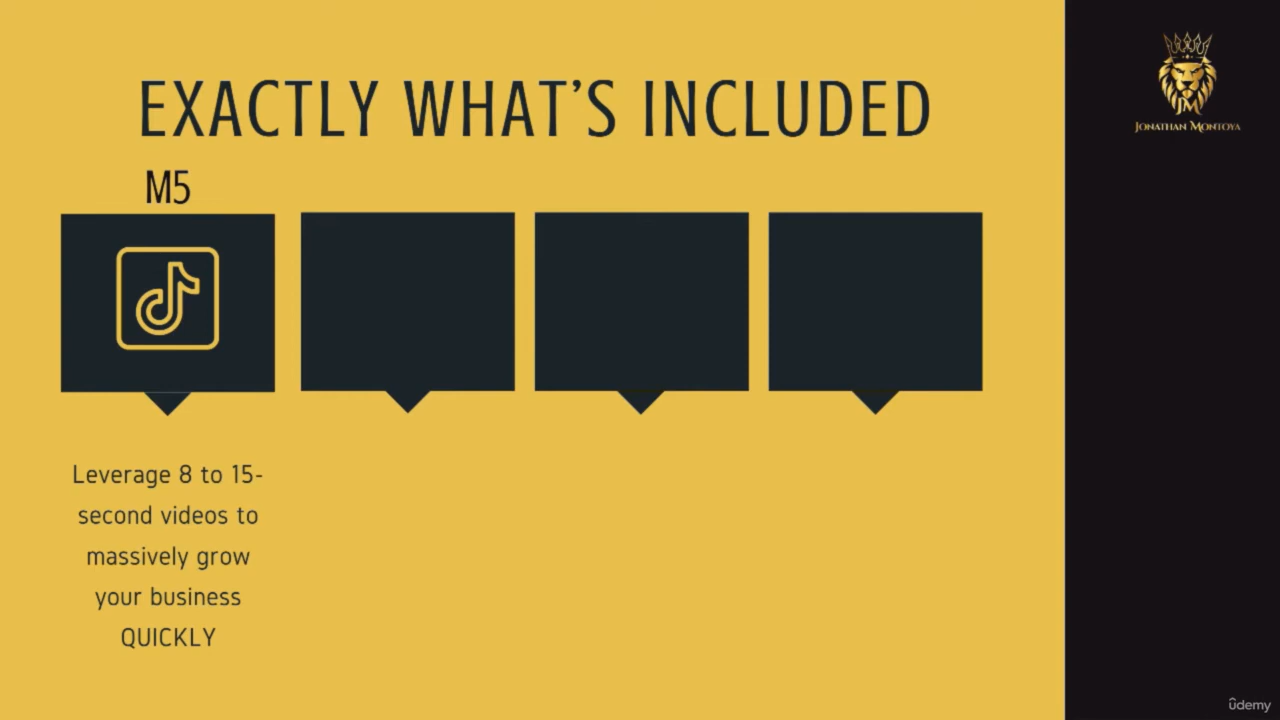 EXACTLY WHAT'S INCLUDED
M5
Leverage 8 to 15-
second videos to
massively grow
your business
QUICKLY
JM
JONATHAN MONTOYA
ûdemy